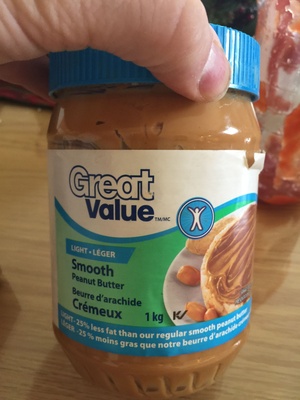 Great
Value
TM/MC
LIGHT • LÉGER
Smooth
Peanut Butter
Beurre d'arachide
Crémeux
1 kg
K
LIGHT - 25% less fat than our regular smooth peanut butter
LÉGER - 25 % moins gras que notre beurre d'arachide